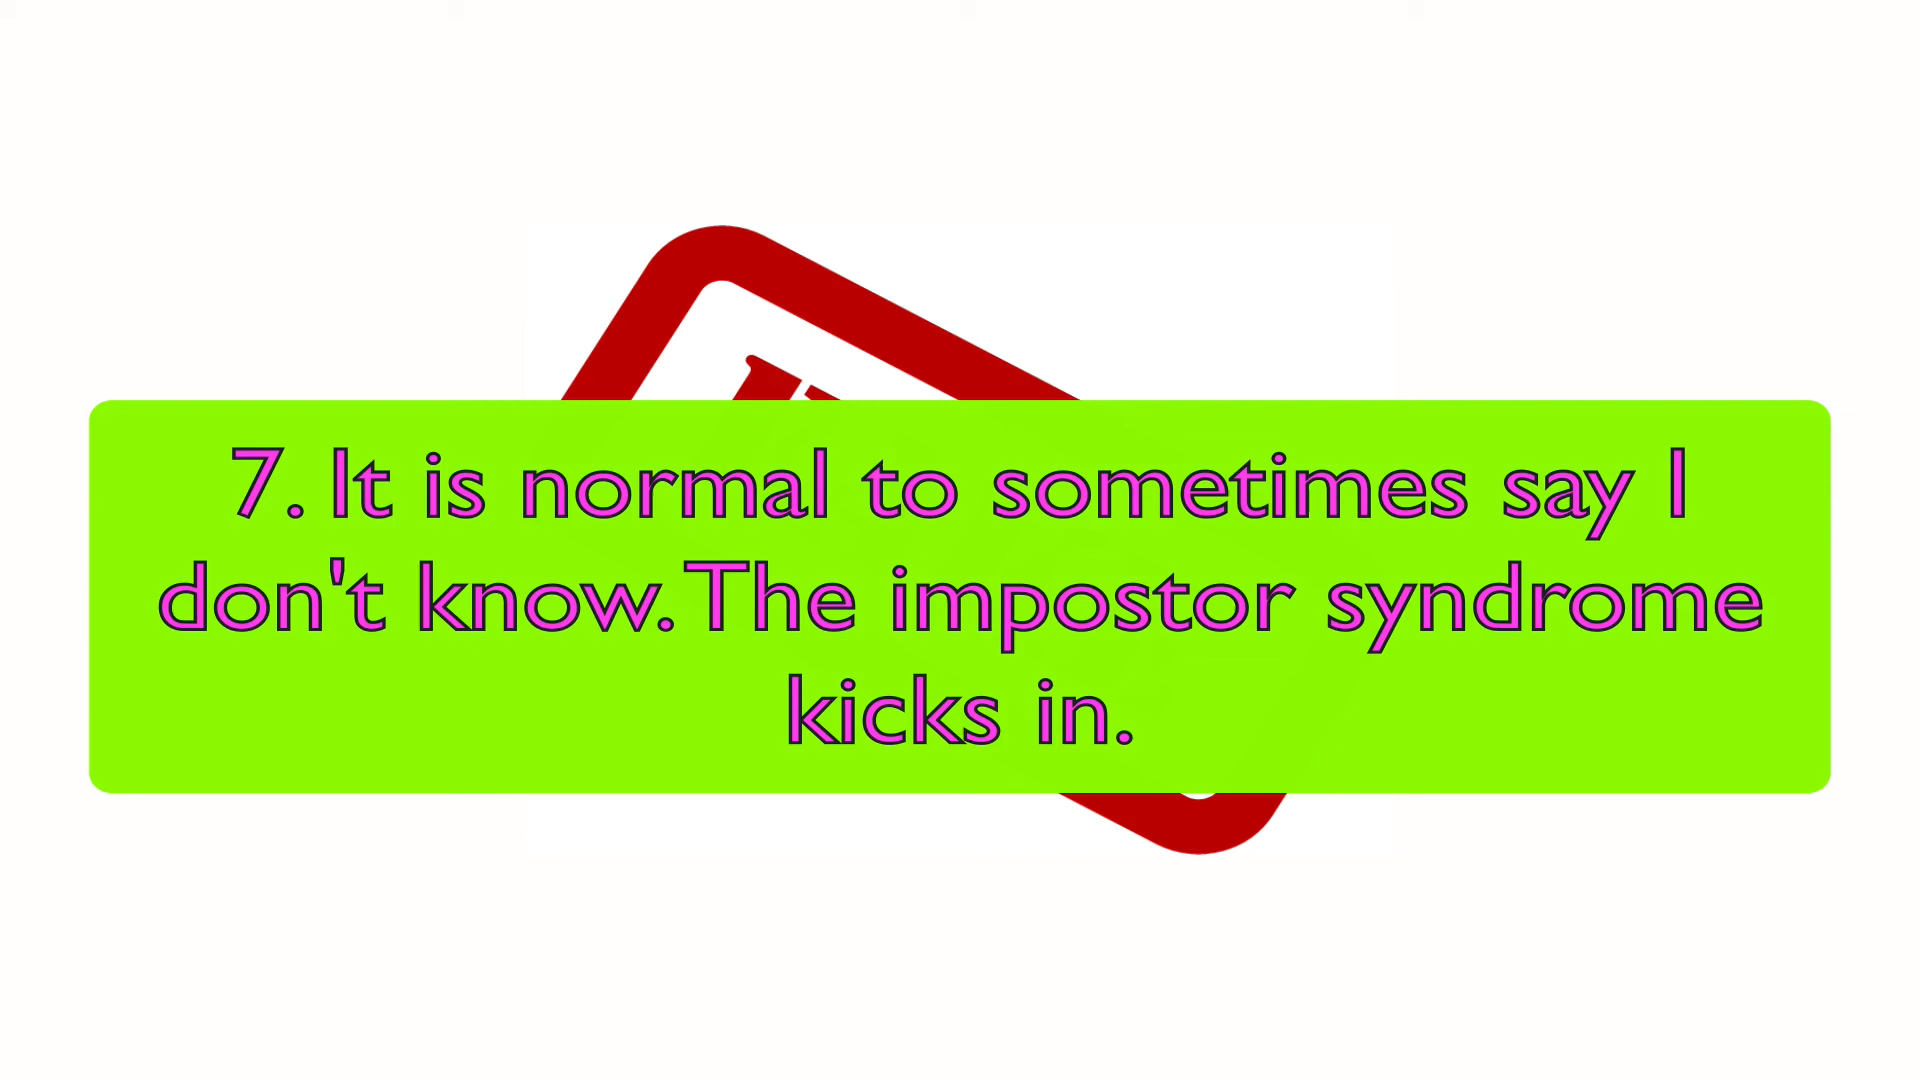 7. It is normal to sometimes say I
don't know. The impostor syndrome
kicks in.